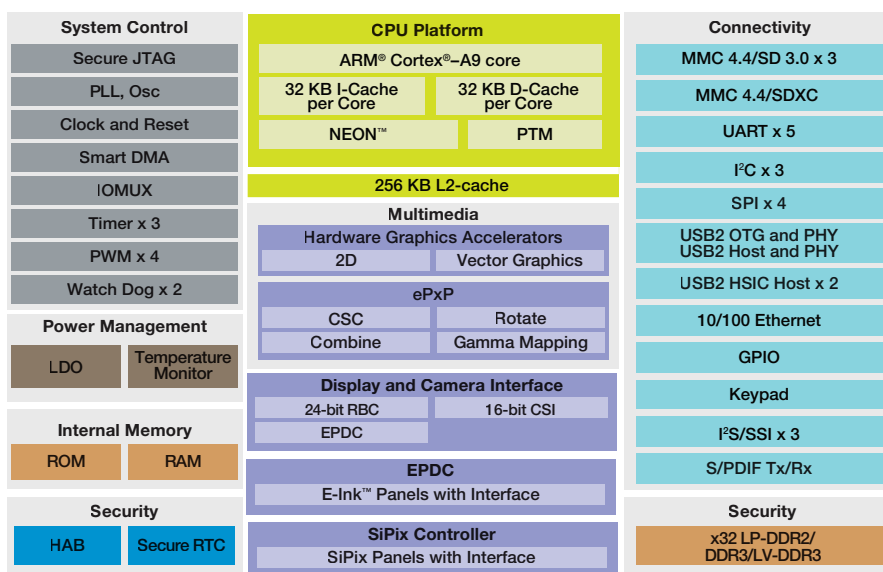 System Control
Secure JTAG
PLL, Osc
Clock and Reset
Smart DMA
IOMUX
Timer x 3
PWM x 4
Watch Dog x 2
Power Management
LDO
Temperature
Monitor
Internal Memory
ROM
RAM
Security
HAB
Secure RTC
CPU Platform
ARM® Cortex®–A9 core
32 KB I-Cache
per Core
32 KB D-Cache
per Core
NEON™
PTM
256 KB L2-cache
Multimedia
Hardware Graphics Accelerators
2D
Vector Graphics
ePxP
CSC
Rotate
Combine
Gamma Mapping
Display and Camera Interface
24-bit RBC
16-bit CSI
EPDC
EPDC
E-Ink™ Panels with Interface
SiPix Controller
SiPix Panels with Interface
Connectivity
MMC 4.4/SD 3.0 x 3
MMC 4.4/SDXC
UART x 5
I²C x 3
SPI x 4
USB2 OTG and PHY
USB2 Host and PHY
USB2 HSIC Host x 2
10/100 Ethernet
GPIO
Keypad
I²S/SSI x 3
S/PDIF Tx/Rx
Security
x32 LP-DDR2/
DDR3/LV-DDR3